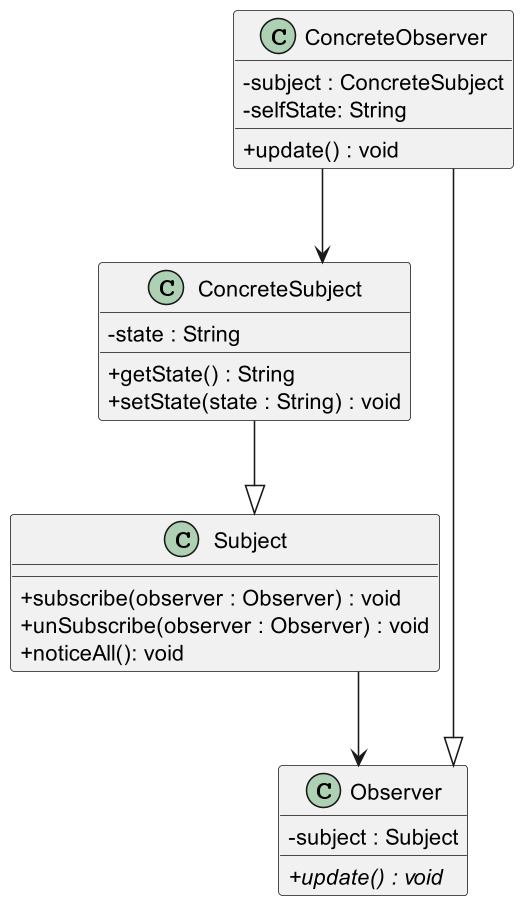 C ConcreteObserver
-subject : ConcreteSubject
-selfState: String
+update() : void
C ConcreteSubject
-state : String
+getState() : String
+setState(state : String) : void
C Subject
+subscribe(observer : Observer) : void
+unSubscribe(observer : Observer) : void
+noticeAll(): void
C Observer
-subject : Subject
+update() : void